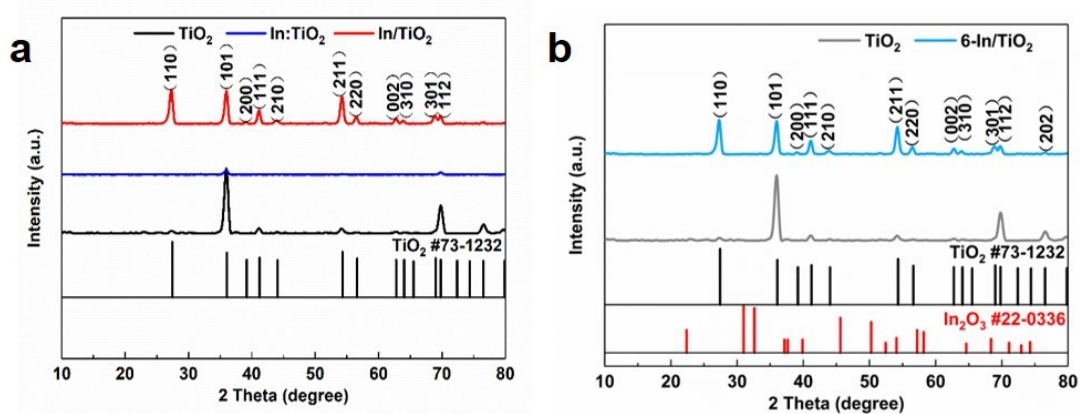 a
TiO₂ In:TiO₂ In/TiO₂
(110) (101) (200) (111) (210) (211) (220) (002) (310) (301) (112)
TiO₂ #73-1232
Intensity (a.u.)
10 20 30 40 50 60 70 80
2 Theta (degree)
b
TiO₂ 6-In/TiO₂
(110) (101) (200) (111) (210) (211) (220) (002) (310) (301) (112) (202)
TiO₂ #73-1232
In₂O₃ #22-0336
Intensity (a.u.)
10 20 30 40 50 60 70 80
2 Theta (degree)